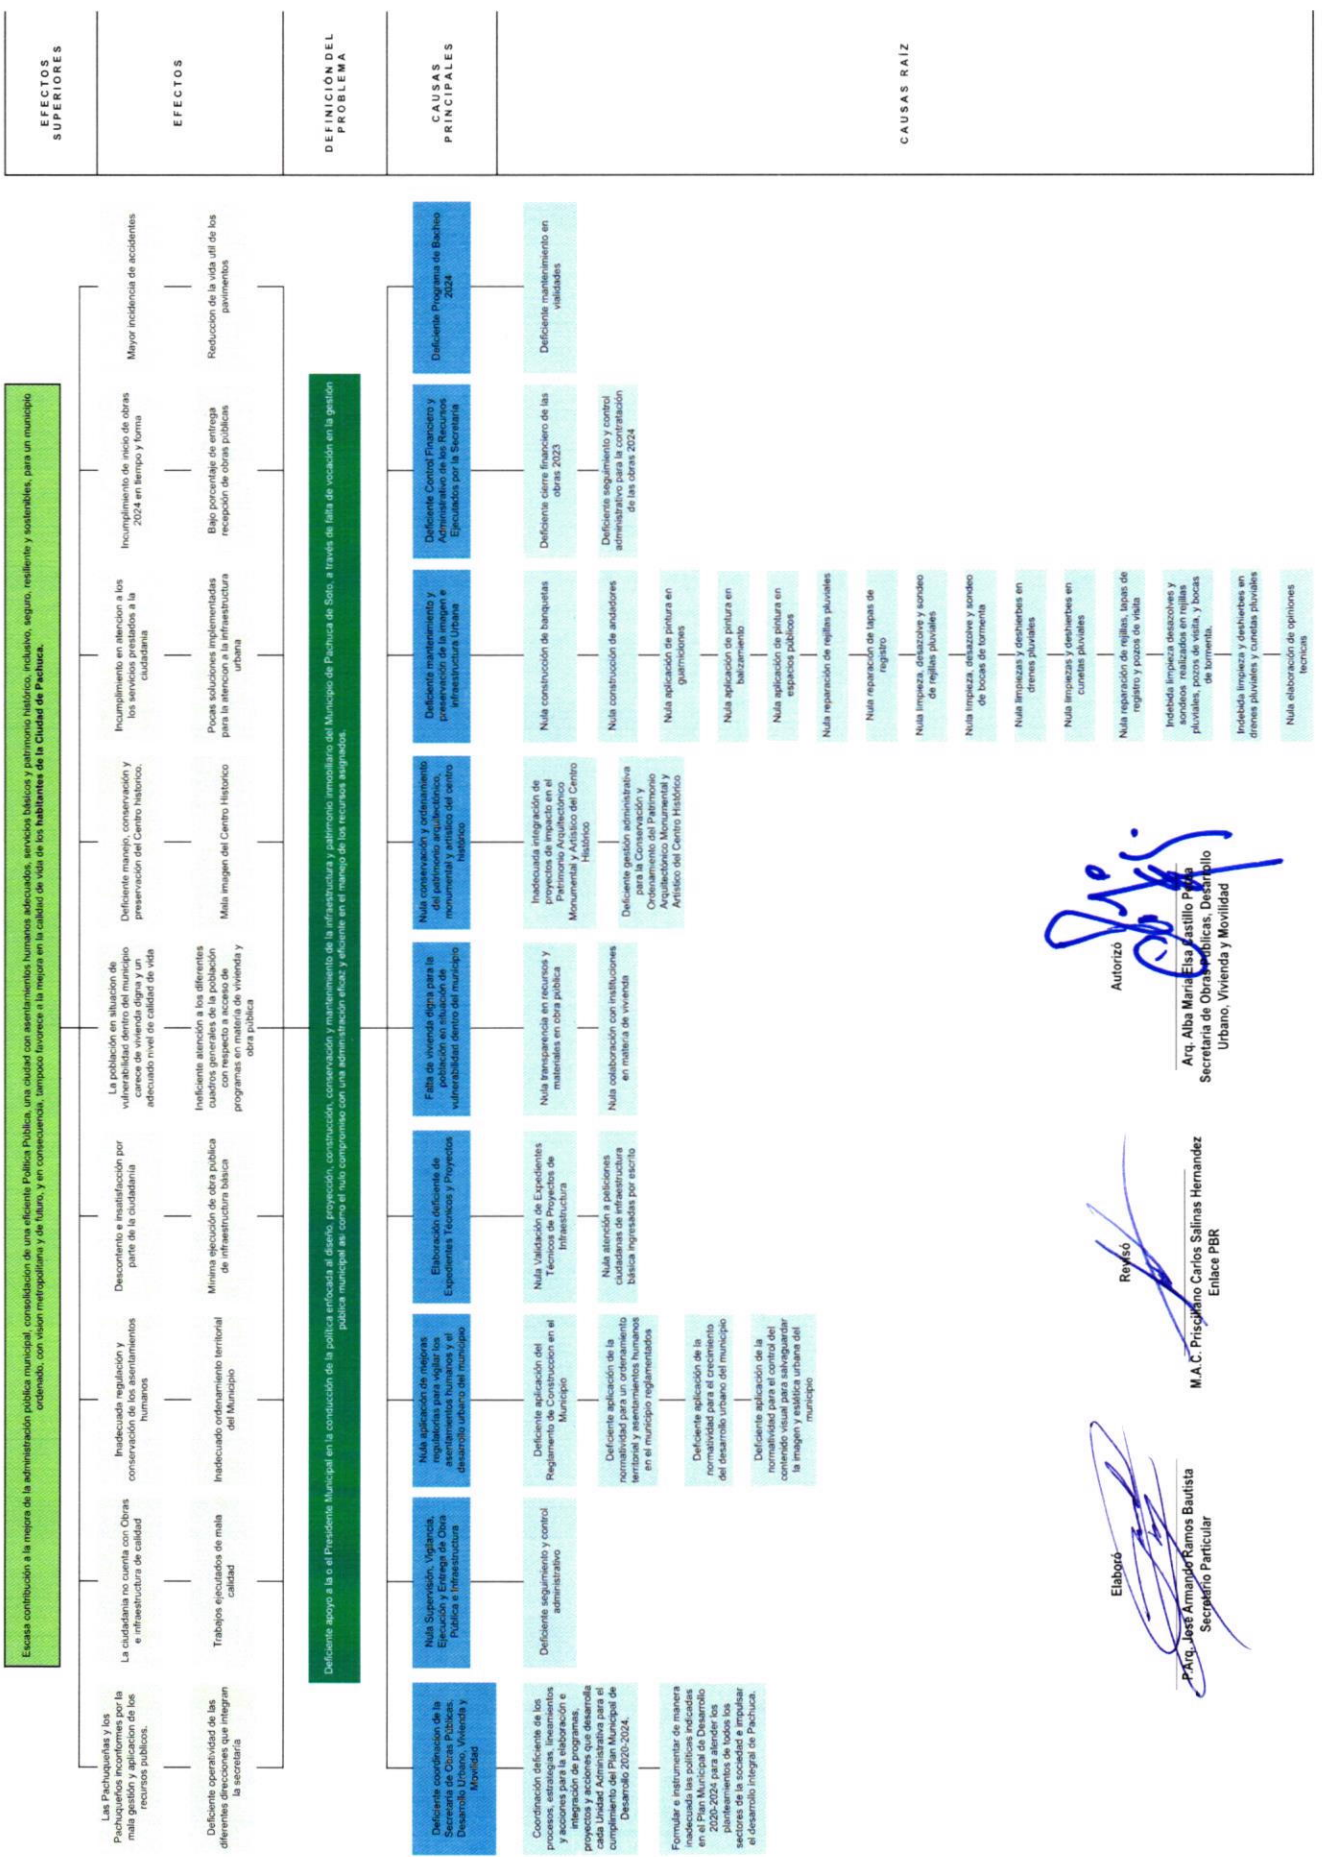 EFECTOS
SUPERIORES
Escasa contribución a la mejora de la administración pública municipal, consolidacion de una eficiente Política Pública, una ciudad con asentamientos humanos adecuados, servicios básicos y patrimonio histórico, inclusivo, seguro, resiliente y sostenibles, para un municipio
ordenado, con vision metropolitana y de futuro, y en consecuencia, tampoco favorece a la mejora en la calidad de vida de los habitantes de la Ciudad de Pachuca.
EFECTOS
Las Pachuqueñas y los
Pachuqueños inconformes por la
mala gestión y aplicacion de los
recursos publicos.
La ciudadania no cuenta con Obras
e infraestructura de calidad
Inadecuada regulacion y
conservación de los asentamientos
humanos
Descontento e insatisfacción por
parte de la ciudadanía
La población en situacion de
vulnerabilidad dentro del municipio
carece de vivienda digna y un
adecuado nivel de calidad de vida
Deficiente manejo, conservación y
preservación del Centro historico.
Incumplimiento en atencion a los
los servicios prestados a la
ciudadania
Incumplimiento de inicio de obras
2024 en tiempo y forma
Mayor incidencia de accidentes
Deficiente operatividad de las
diferentes direcciones que integran
la secretaría
Trabajos ejecutados de mala
calidad
Inadecuado ordenamiento territorial
del Municipio
Minima ejecución de obra pública
de infraestructura básica
Ineficiente atención a los diferentes
cuadros generales de la población
con respecto a acceso de
programas en materia de vivienda y
obra pública
Mala imagen del Centro Historico
Pocas soluciones implementadas
para la atencion a la infraestructura
urbana
Bajo porcentaje de entrega
recepción de obras públicas
Reduccion de la vida util de los
pavimentos
DEFINICIÓN DEL
PROBLEMA
Deficiente apoyo a la o el Presidente Municipal en la conducción de la política enfocada al diseño, proyección, construcción, conservación y mantenimiento de la infraestructura y patrimonio inmobiliario del Municipio de Pachuca de Soto, a través de falta de vocación en la gestión
pública municipal asi como el nulo compromiso con una administración eficaz y eficiente en el manejo de los recursos asignados.
CAUSAS
PRINCIPALES
Deficiente coordinacion de la
Secretaría de Obras Públicas,
Desarrollo Urbano, Vivienda y
Movilidad
Nula Supervisión, Vigilancia,
Ejecución y Entrega de Obra
Pública e Infraestructura
Nula aplicacion de mejoras
regulatorias para vigilar los
asentamientos humanos y el
desarrollo urbano del municipio
Elaboración deficiente de
Expedientes Técnicos y Proyectos
Falta de vivienda digna para la
población en situación de
vulnerabilidad dentro del municipio
Nula conservación y ordenamiento
del patrimonio arquitectónico,
monumental y artístico del centro
histórico
Deficiente mantenimiento y
preservación de la imagen e
infraestructura Urbana
Deficiente Control Financiero y
Administrativo de los Recursos
Ejecutados por la Secretaría
Deficiente Programa de Bacheo
2024
CAUSAS RAÍZ
Coordinación deficiente de los
procesos, estrategias, lineamientos
y acciones para la elaboración e
integración de programas,
proyectos y acciones que desarrolla
cada Unidad Administrativa para el
cumplimiento del Plan Municipal de
Desarrollo 2020-2024.
Formular e instrumentar de manera
inadecuada las políticas indicadas
en el Plan Municipal de Desarrollo
2020-2024 para atender los
planteamientos de todos los
sectores de la sociedad e impulsar
el desarrollo integral de Pachuca.
Deficiente seguimiento y control
administrativo
Deficiente aplicación del
Reglamento de Construccion en el
Municipio
Deficiente aplicación de la
normatividad para un ordenamiento
territorial y asentamientos humanos
en el municipio reglamentados
Deficiente aplicación de la
normatividad para el crecimiento
del desarrollo urbano del municipio
Deficiente aplicación de la
normatividad para el control del
contenido visual para salvaguardar
la imagen y estética urbana del
municipio
Nula Validación de Expedientes
Técnicos de Proyectos de
Infraestructura
Nula atención a peticiones
ciudadanas de infraestructura
básica ingresadas por escrito
Nula transparencia en recursos y
materiales en obra pública
Nula colaboración con instituciones
en materia de vivienda
Inadecuada integración de
proyectos de impacto en el
Patrimonio Arquitectónico
Monumental y Artistico del Centro
Histórico
Deficiente gestión administrativa
para la Conservación y
Ordenamiento del Patrimonio
Arquitectónico Monumental y
Artístico del Centro Histórico
Nula construcción de banquetas
Nula construcción de andadores
Nula aplicación de pintura en
guarniciones
Nula aplicación de pintura en
balizamiento
Nula aplicación de pintura en
espacios públicos
Nula reparación de rejillas pluviales
Nula reparación de tapas de
registro
Nula limpieza, desazolve y sondeo
de rejillas pluviales
Nula limpieza, desazolve y sondeo
de bocas de tormenta
Nula limpiezas y deshierbes en
drenes pluviales
Nula limpiezas y deshierbes en
cunetas pluviales
Nula reparación de rejillas, tapas de
registro y pozos de visita
Indebida limpieza desazolves y
sondeos realizados en rejillas
pluviales, pozos de visita, y bocas
de tormenta.
Indebida limpieza y deshierbes en
drenes pluviales y cunetas pluviales
Nula elaboración de opiniones
tecnicas
Deficiente cierre financiero de las
obras 2023
Deficiente seguimiento y control
administrativo para la contratación
de las obras 2024
Deficiente mantenimiento en
vialidades
Elaboró
P.Arq. Jose Armando Ramos Bautista
Secretario Particular
Revisó
M.A.C. Prisciliano Carlos Salinas Hernandez
Enlace PBR
Autorizó
Arq. Alba Maria Elsa Castillo
Secretaria de Obras Publicas, Desarrollo
Urbano, Vivienda y Movilidad